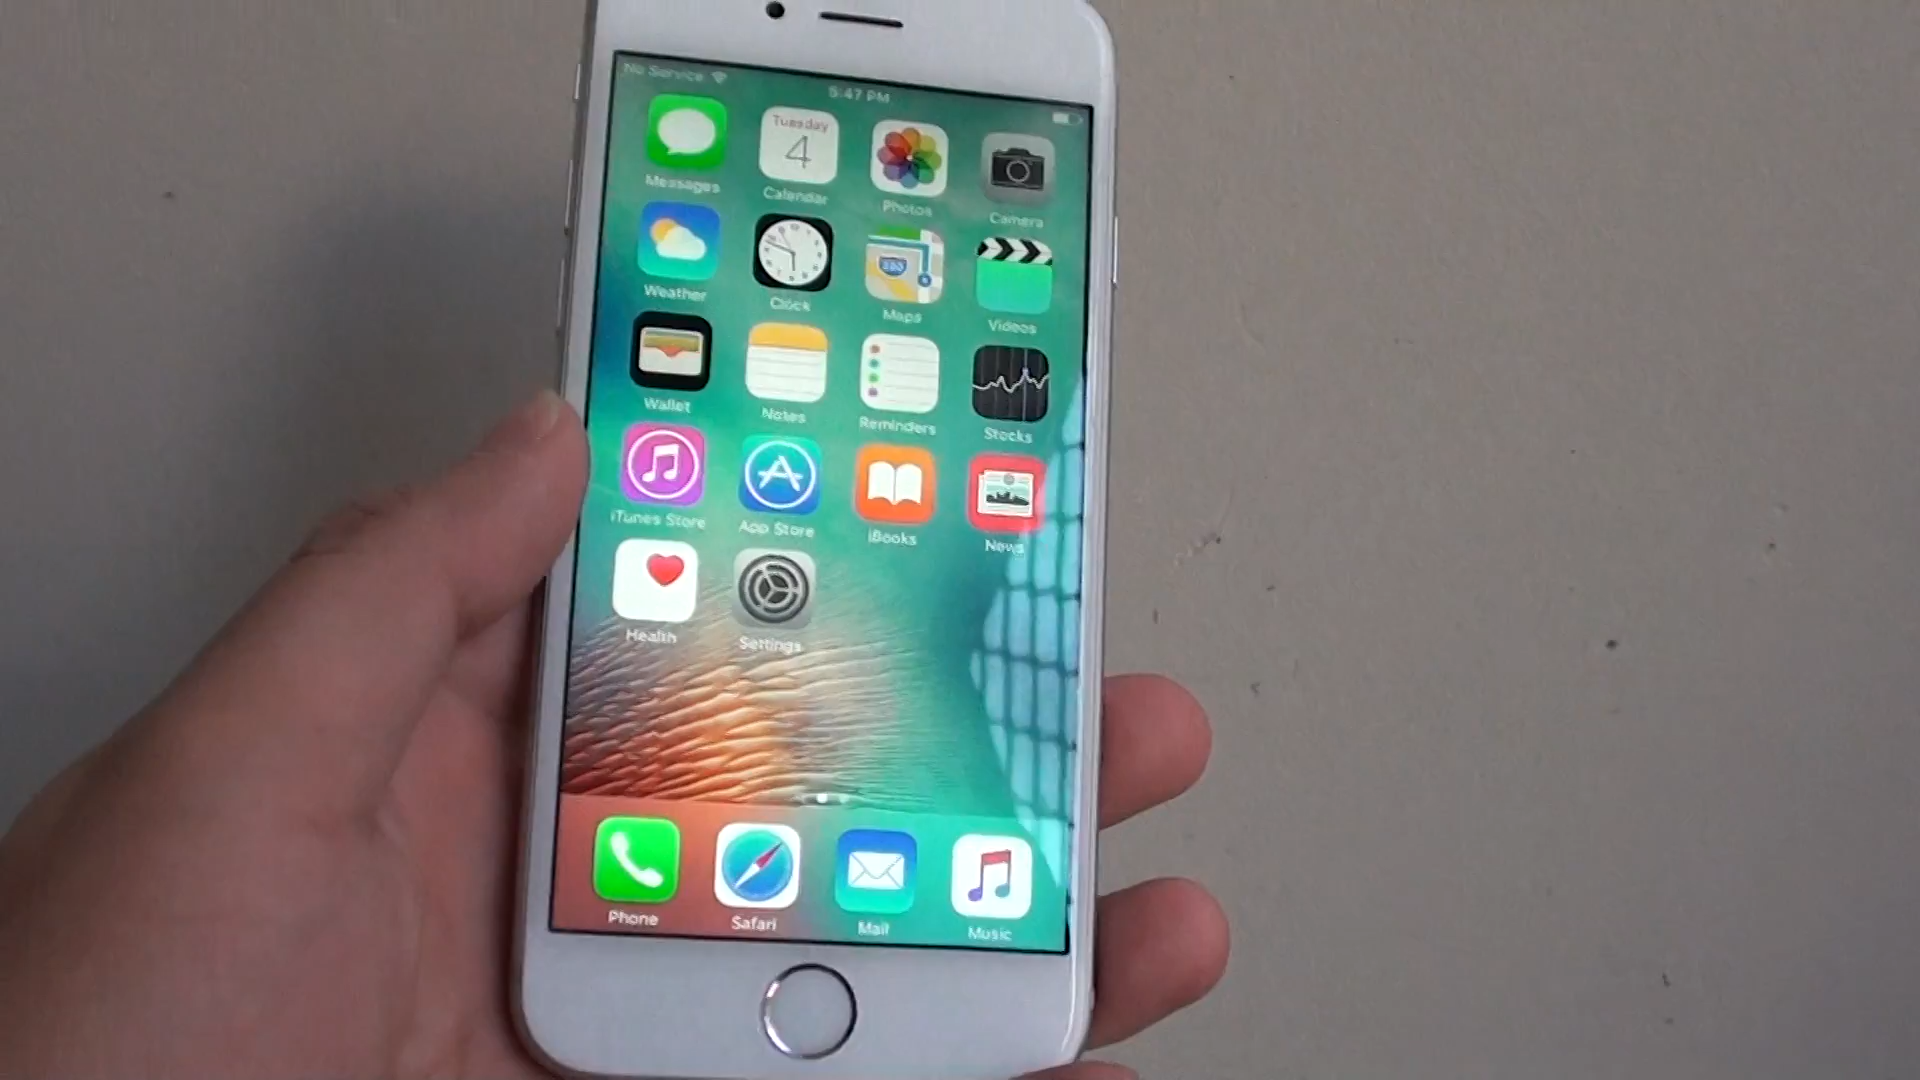 No Service
5:47 PM
Tuesday
4
Messages
Calendar
Photos
Camera
280
Weather
Clock
Maps
Videos
Wallet
Notes
Reminders
Stocks
iTunes Store
App Store
iBooks
News
Health
Settings
Phone
Safari
Mail
Music